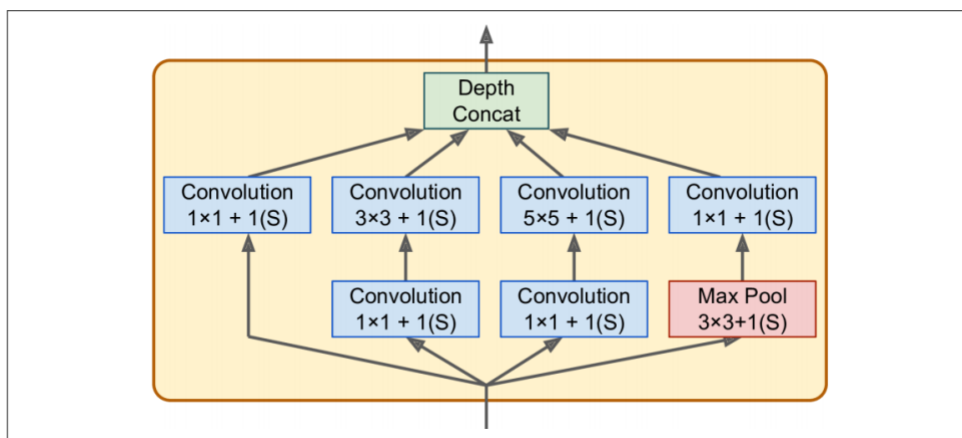 Depth
Concat
Convolution
1×1 + 1(S)
Convolution
3×3 + 1(S)
Convolution
5×5 + 1(S)
Convolution
1×1 + 1(S)
Convolution
1×1 + 1(S)
Convolution
1×1 + 1(S)
Max Pool
3×3+1(S)